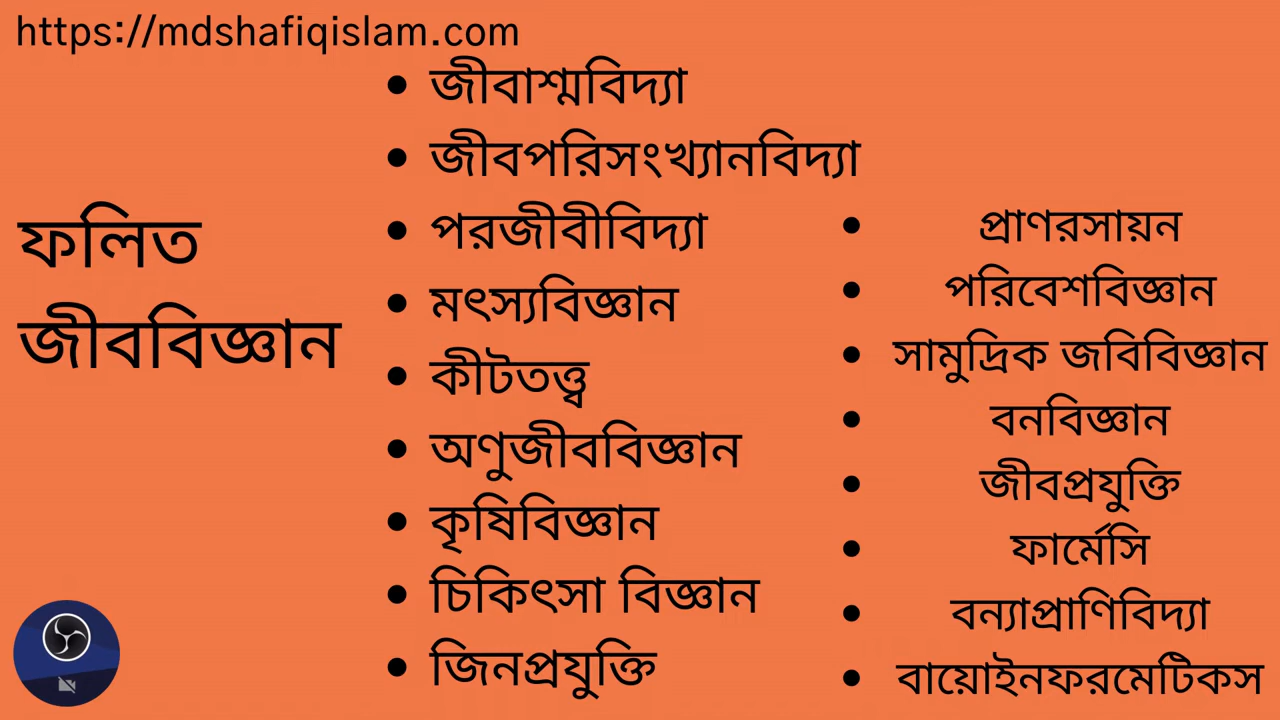 https://mdshafiqislam.com
ফলিত
জীববিজ্ঞান
জীবাশ্মবিদ্যা
জীবপরিসংখ্যানবিদ্যা
পরজীবীবিদ্যা
মৎস্যবিজ্ঞান
কীটতত্ত্ব
অণুজীববিজ্ঞান
কৃষিবিজ্ঞান
চিকিৎসা বিজ্ঞান
জিনপ্রযুক্তি
প্রাণরসায়ন
পরিবেশবিজ্ঞান
সামুদ্রিক জবিবিজ্ঞান
বনবিজ্ঞান
জীবপ্রযুক্তি
ফার্মেসি
বন্যাপ্রাণিবিদ্যা
বায়োইনফরমেটিকস